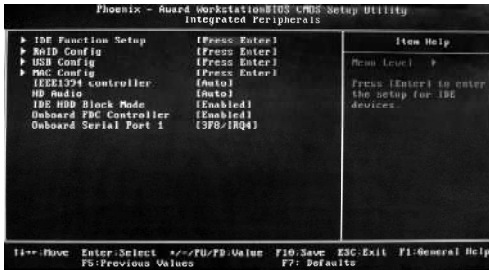 Phoenix - Award WorkstationBIOS CMOS Setup Utility
Integrated Peripherals
IDE Function Setup [Press Enter]
RAID Config [Press Enter]
USB Config [Press Enter]
MAC Config [Press Enter]
IEEE1394 controller [Auto]
HD Audio [Auto]
IDE HDD Block Mode [Enabled]
Onboard FDC Controller [Enabled]
Onboard Serial Port 1 [3F8/IRQ4]
Item Help
Menu Level
Press [Enter] to enter
the setup for IDE
devices.
↑↓→←:Move Enter:Select +/-/PU/PD:Value F10:Save ESC:Exit F1:General Help
F5:Previous Values F7: Defaults